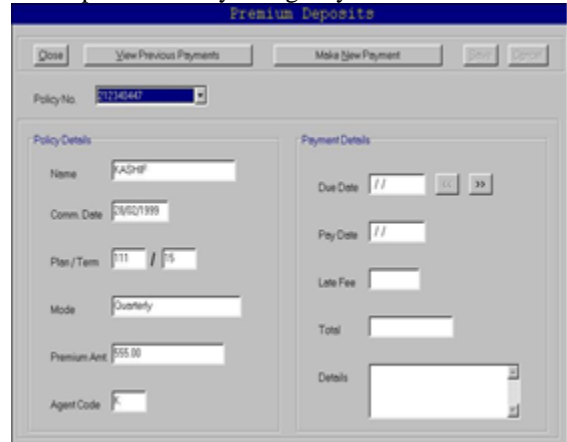 Premium Deposits
Close View Previous Payments Make New Payment Save Cancel
Policy No. 212340447
Policy Details
Name KASHIF
Comm. Date 28/02/1999
Plan / Term 111 / 15
Mode Quarterly
Premium Amt 555.00
Agent Code K
Payment Details
Due Date / / << >>
Pay Date / /
Late Fee
Total
Details